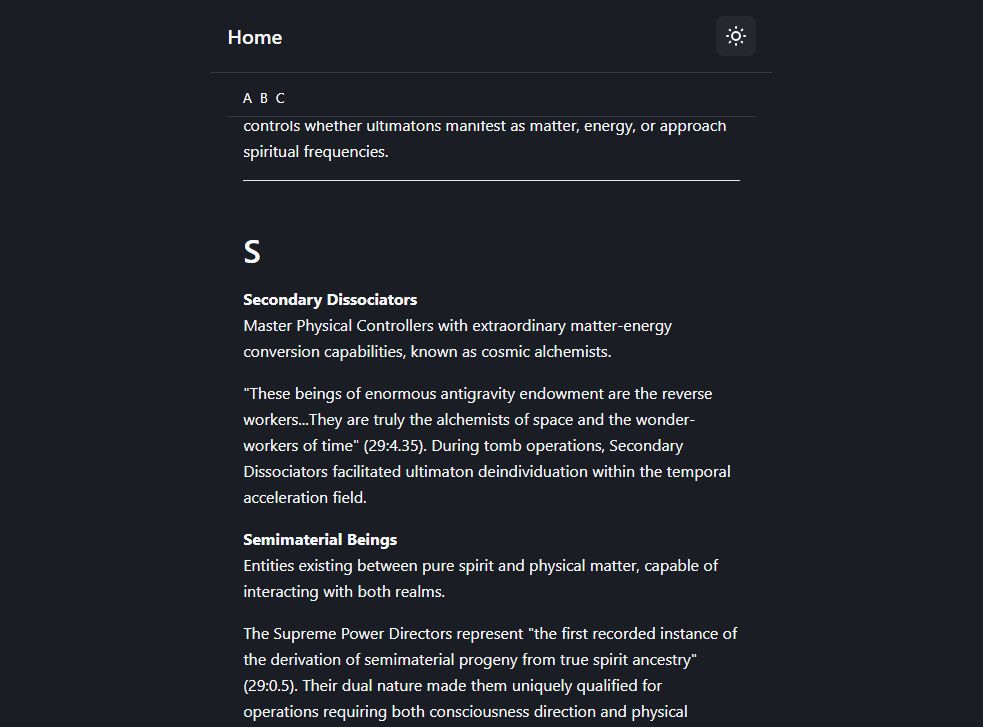 Home
A B C
controls whether ultimatons manifest as matter, energy, or approach
spiritual frequencies.
S
Secondary Dissociators
Master Physical Controllers with extraordinary matter-energy
conversion capabilities, known as cosmic alchemists.
"These beings of enormous antigravity endowment are the reverse
workers...They are truly the alchemists of space and the wonder-
workers of time" (29:4.35). During tomb operations, Secondary
Dissociators facilitated ultimaton deindividuation within the temporal
acceleration field.
Semimaterial Beings
Entities existing between pure spirit and physical matter, capable of
interacting with both realms.
The Supreme Power Directors represent "the first recorded instance of
the derivation of semimaterial progeny from true spirit ancestry"
(29:0.5). Their dual nature made them uniquely qualified for
operations requiring both consciousness direction and physical